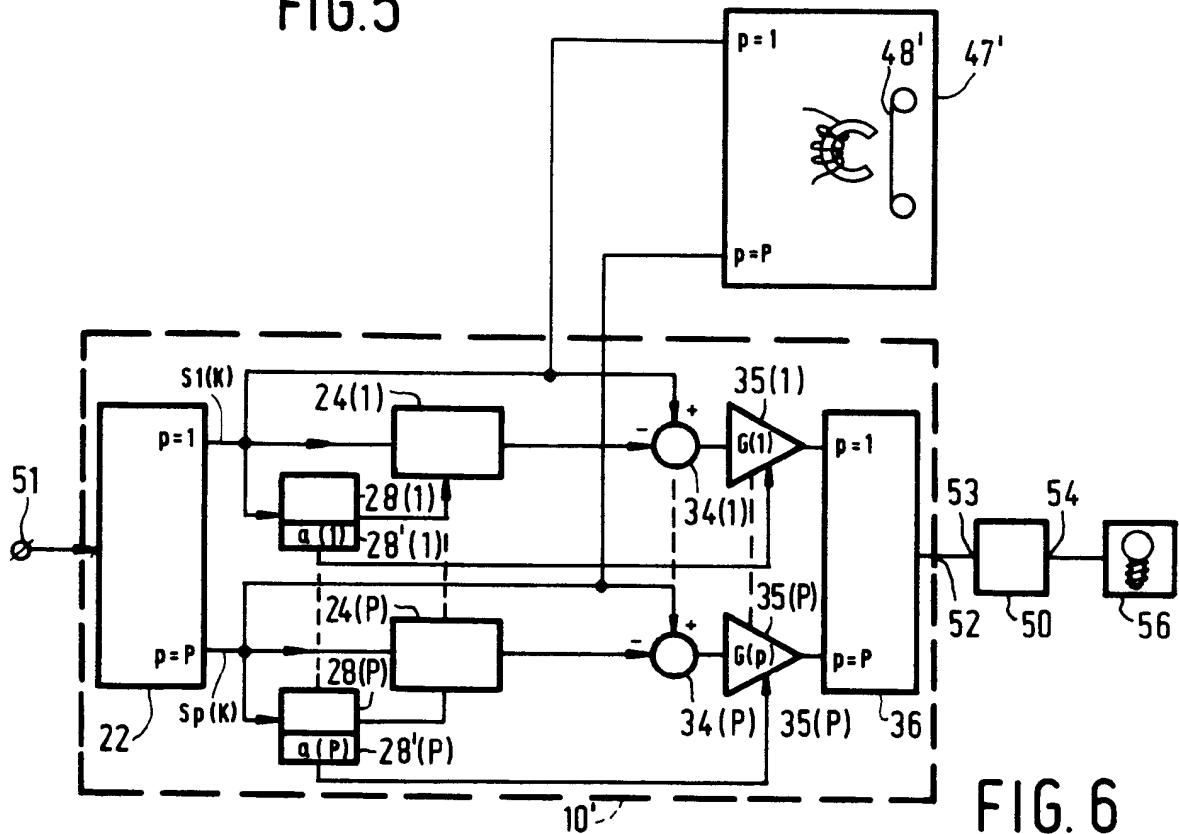 FIG.5
p=1
48'
47'
p=P
S1(K)
24(1)
35(1)
+
p=1
-
G(1)
p=1
51
28(1)
34(1)
53
54
a(1)
28'(1)
24(P)
35(P)
+
52
50
56
p=P
-
G(p)
p=P
28(P)
Sp(K)
34(P)
35(P)
36
22
a(P)
28'(P)
10'
FIG. 6